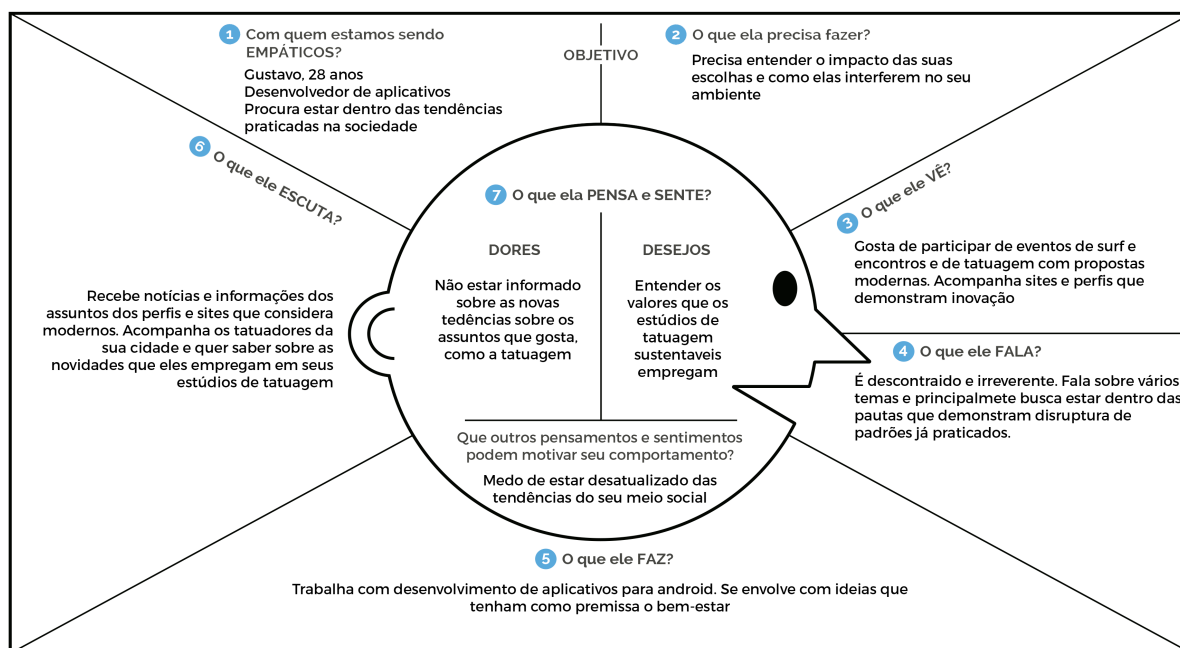 1 Com quem estamos sendo
EMPÁTICOS?
Gustavo, 28 anos
Desenvolvedor de aplicativos
Procura estar dentro das tendências
praticadas na sociedade
OBJETIVO
2 O que ela precisa fazer?
Precisa entender o impacto das suas
escolhas e como elas interferem no seu
ambiente
3 O que ele VÊ?
Gosta de participar de eventos de surf e
encontros e de tatuagem com propostas
modernas. Acompanha sites e perfis que
demonstram inovação
4 O que ele FALA?
É descontraido e irreverente. Fala sobre vários
temas e principalmete busca estar dentro das
pautas que demonstram disruptura de
padrões já praticados.
5 O que ele FAZ?
Trabalha com desenvolvimento de aplicativos para android. Se envolve com ideias que
tenham como premissa o bem-estar
6 O que ele ESCUTA?
Recebe notícias e informações dos
assuntos dos perfis e sites que considera
modernos. Acompanha os tatuadores da
sua cidade e quer saber sobre as
novidades que eles empregam em seus
estúdios de tatuagem
7 O que ela PENSA e SENTE?
DORES
Não estar informado
sobre as novas
tedências sobre os
assuntos que gosta,
como a tatuagem
DESEJOS
Entender os
valores que os
estúdios de
tatuagem
sustentaveis
empregam
Que outros pensamentos e sentimentos
podem motivar seu comportamento?
Medo de estar desatualizado das
tendências do seu meio social